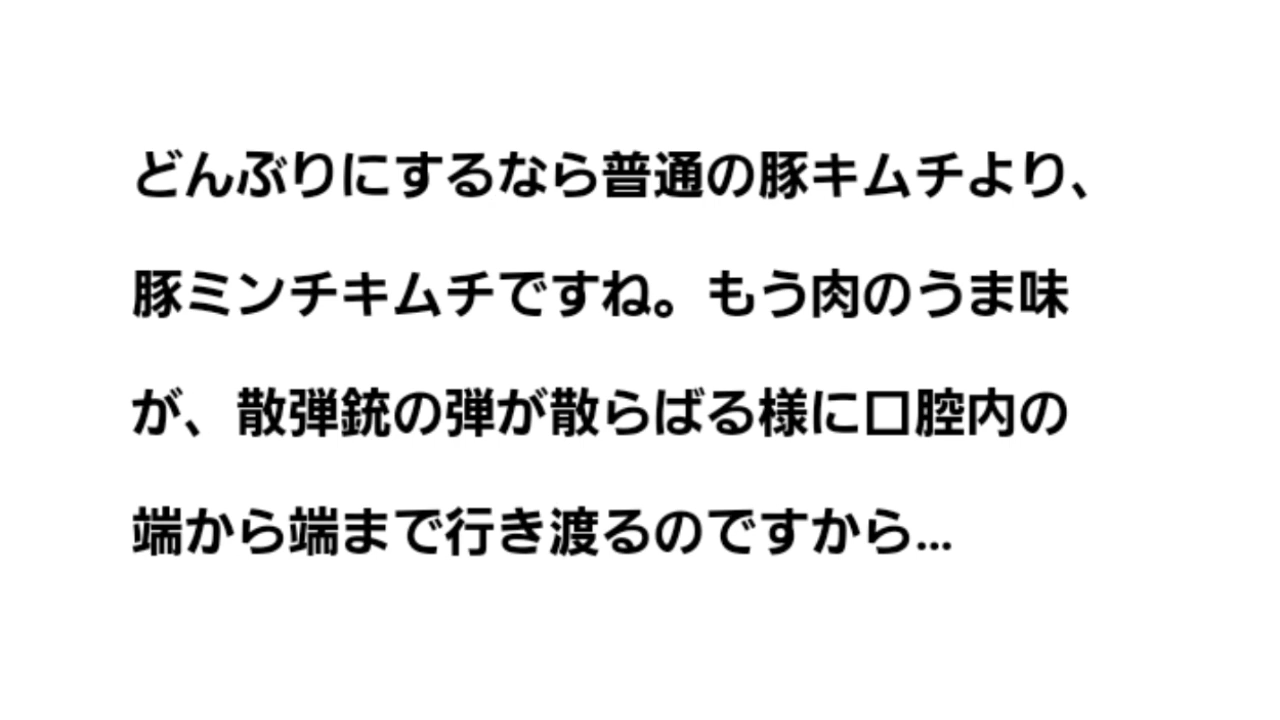 どんぶりにするなら普通の豚キムチより、
豚ミンチキムチですね。もう肉のうま味
が、散弾銃の弾が散らばる様に口腔内の
端から端まで行き渡るのですから...